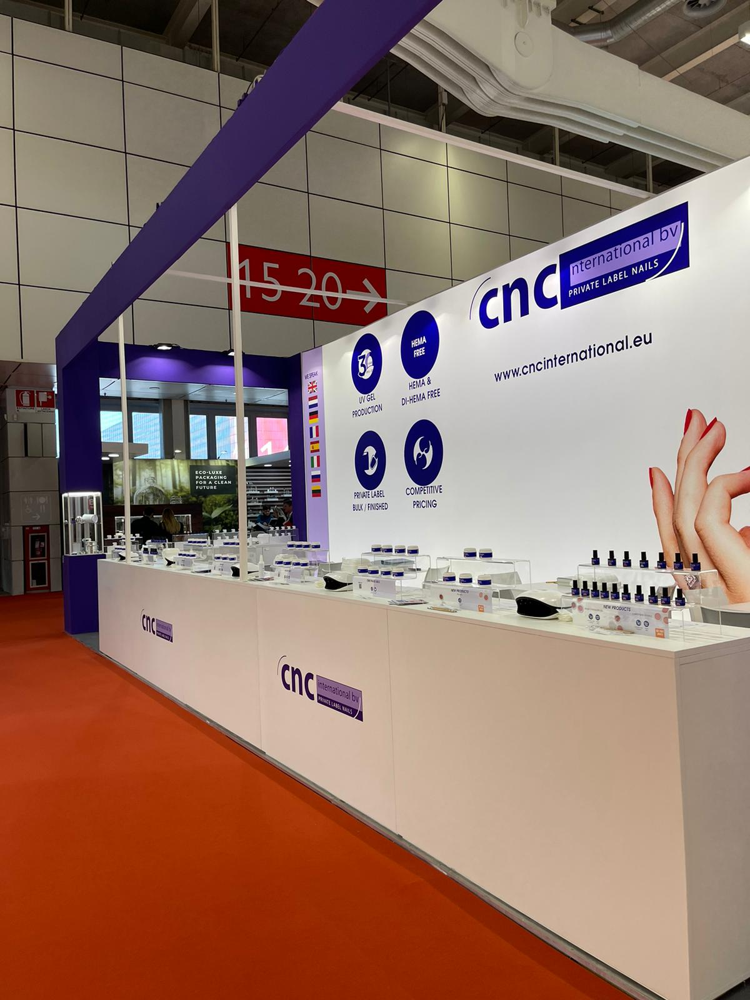 15-20 →
cnc
international bv
PRIVATE LABEL NAILS
www.cncinternational.eu
WE SPEAK
30
UV GEL
PRODUCTION
HEMA
FREE
HEMA &
DI-HEMA FREE
PRIVATE LABEL
BULK / FINISHED
COMPETITIVE
PRICING
ECO-LUXE
PACKAGING
FOR A CLEAN
FUTURE
ESTINTORE
LANCIA
NEW PRODUCTS
NEW PRODUCTS
cnc
international bv
PRIVATE LABEL NAILS
cnc
international bv
PRIVATE LABEL NAILS